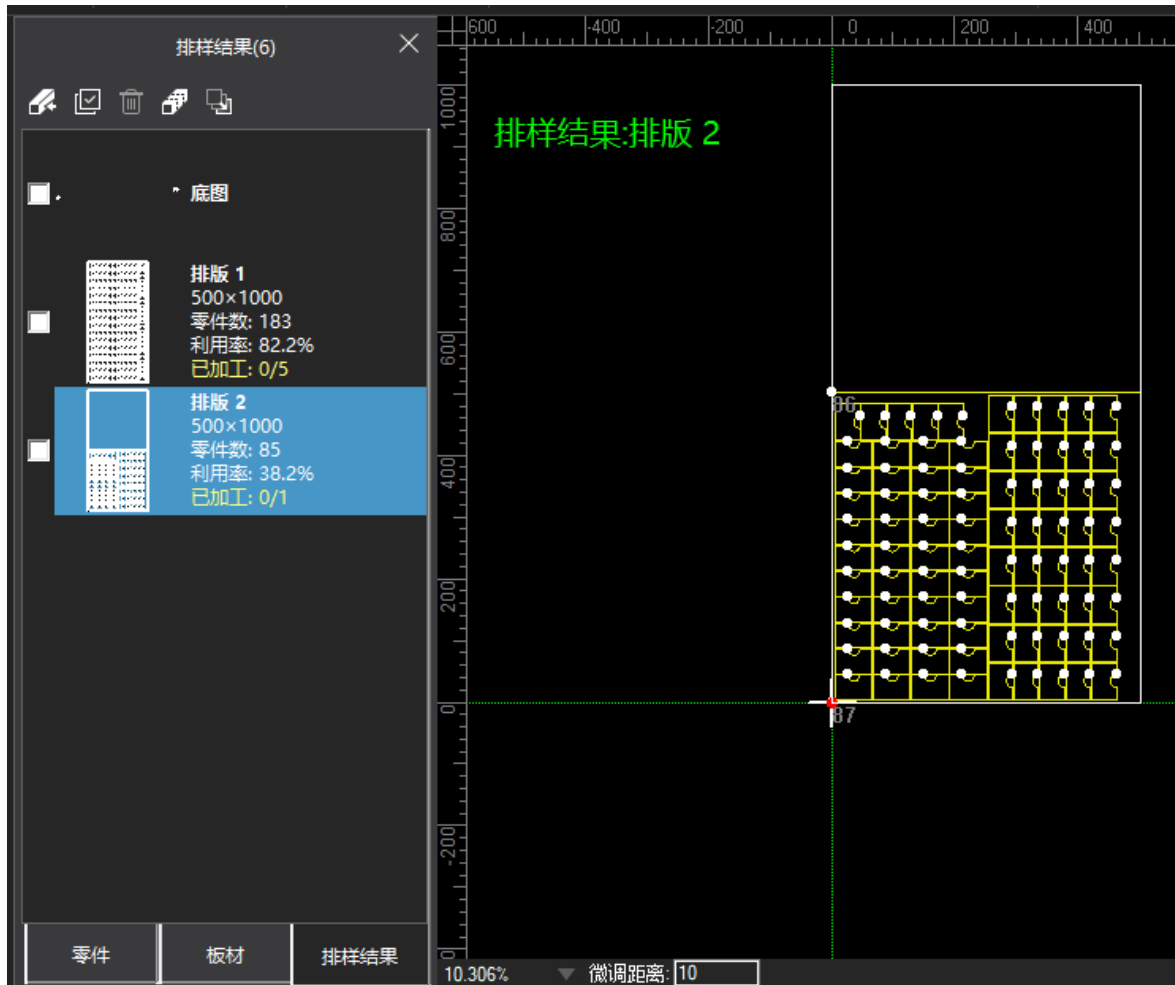 排样结果(6)
底图
排版 1
500×1000
零件数: 183
利用率: 82.2%
已加工: 0/5
排版 2
500×1000
零件数: 85
利用率: 38.2%
已加工: 0/1
零件
板材
排样结果
600
-400
-200
0
200
400
1000
800
600
400
200
0
-200
排样结果:排版 2
86
87
10.306%
微调距离: 10